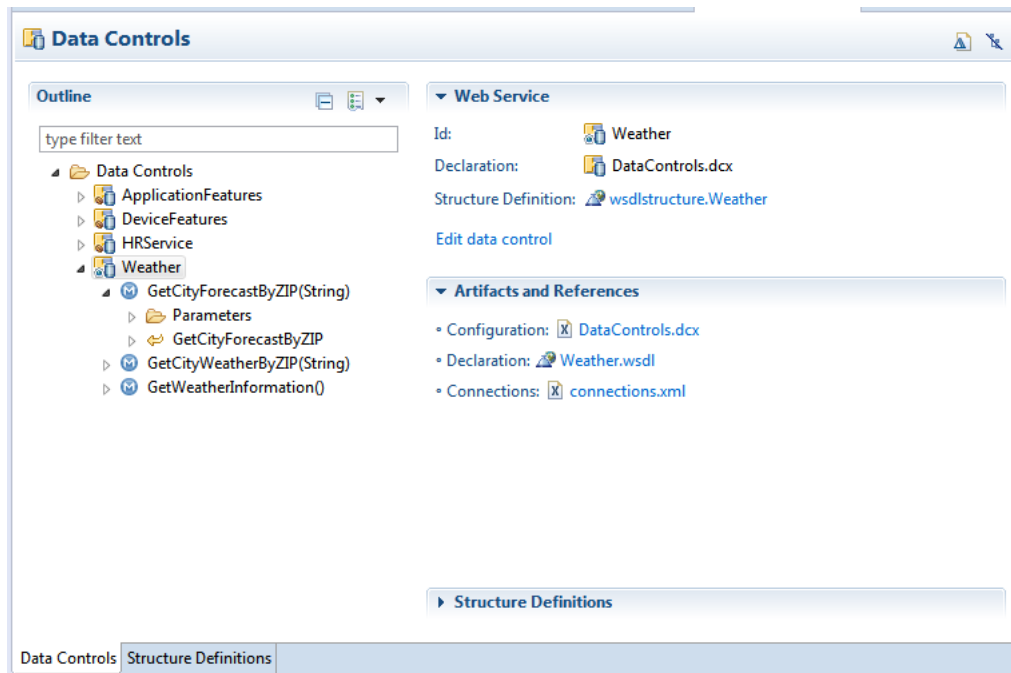 Data Controls
Outline
type filter text
Data Controls
ApplicationFeatures
DeviceFeatures
HRService
Weather
GetCityForecastByZIP(String)
Parameters
GetCityForecastByZIP
GetCityWeatherByZIP(String)
GetWeatherInformation()
Web Service
Id: Weather
Declaration: DataControls.dcx
Structure Definition: wsdlstructure.Weather
Edit data control
Artifacts and References
Configuration: DataControls.dcx
Declaration: Weather.wsdl
Connections: connections.xml
Structure Definitions
Data Controls Structure Definitions